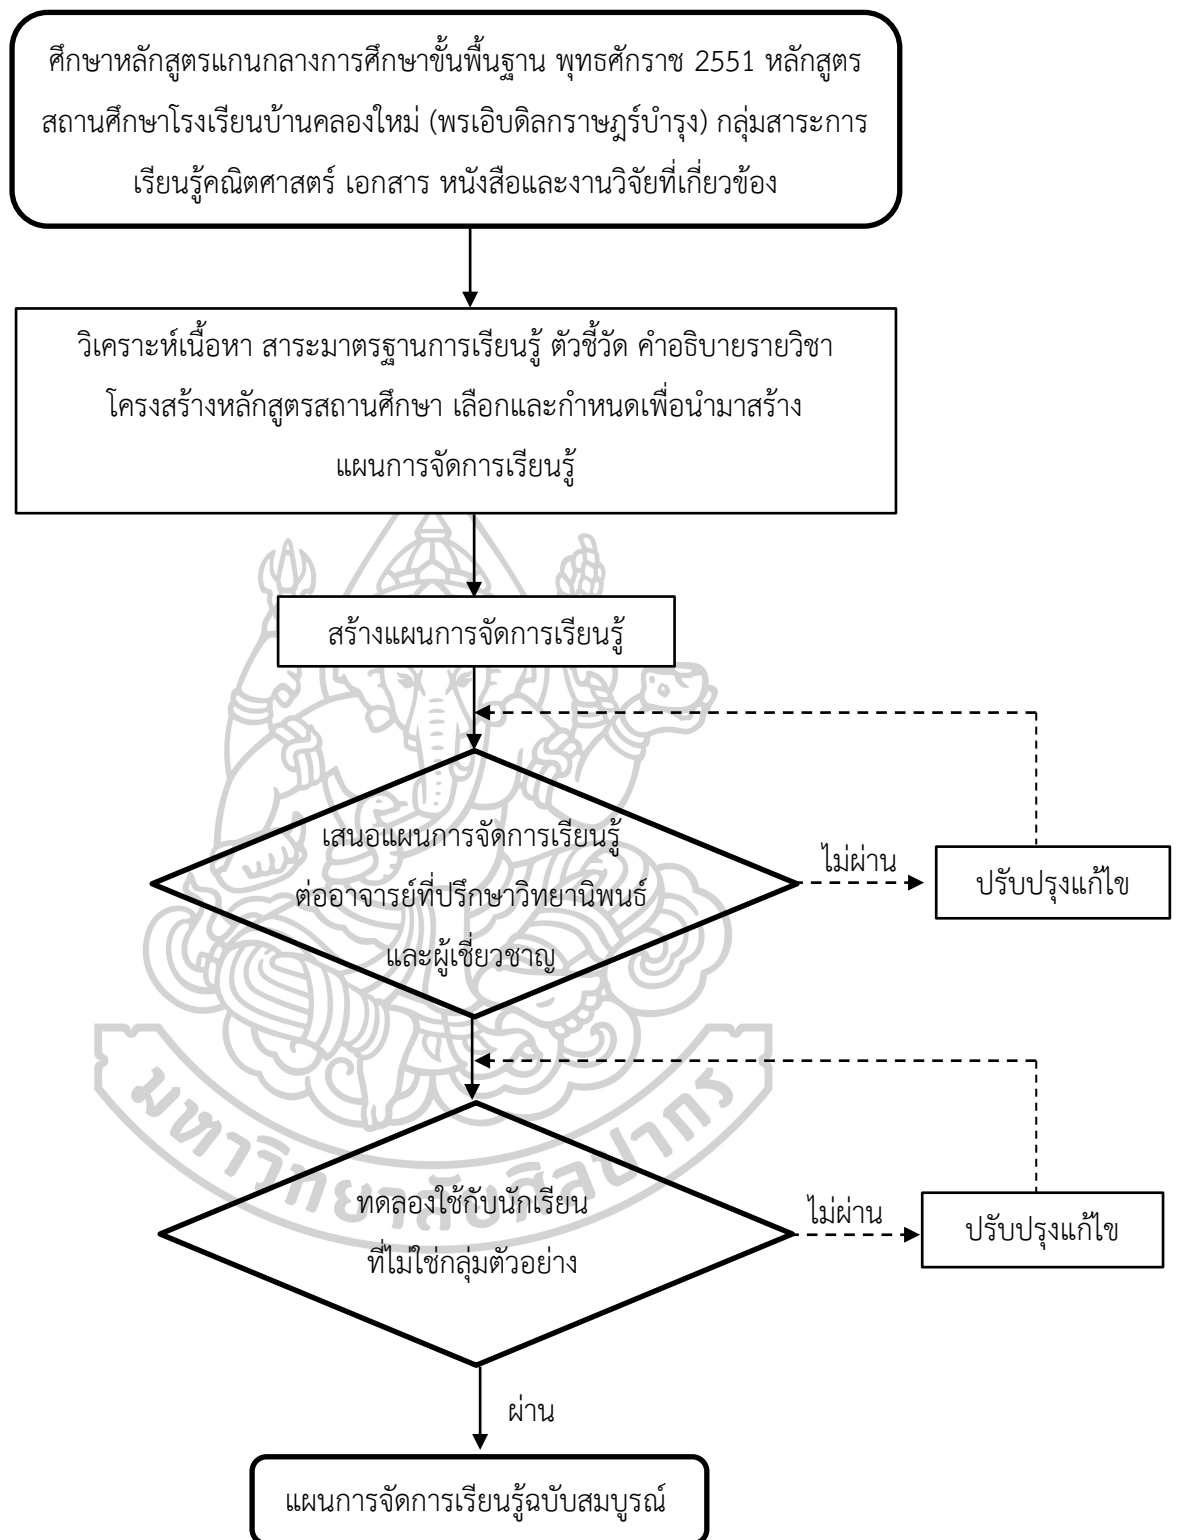 ศึกษาหลักสูตรแกนกลางการศึกษาขั้นพื้นฐาน พุทธศักราช 2551 หลักสูตร
สถานศึกษาโรงเรียนบ้านคลองใหม่ (พรเอิบดิลกราษฎร์บำรุง) กลุ่มสาระการ
เรียนรู้คณิตศาสตร์ เอกสาร หนังสือและงานวิจัยที่เกี่ยวข้อง
วิเคราะห์เนื้อหา สาระมาตรฐานการเรียนรู้ ตัวชี้วัด คำอธิบายรายวิชา
โครงสร้างหลักสูตรสถานศึกษา เลือกและกำหนดเพื่อนำมาสร้าง
แผนการจัดการเรียนรู้
สร้างแผนการจัดการเรียนรู้
เสนอแผนการจัดการเรียนรู้
ต่ออาจารย์ที่ปรึกษาวิทยานิพนธ์
และผู้เชี่ยวชาญ
ไม่ผ่าน
ปรับปรุงแก้ไข
ทดลองใช้กับนักเรียน
ที่ไม่ใช่กลุ่มตัวอย่าง
ไม่ผ่าน
ปรับปรุงแก้ไข
มหาวิทยาลัยศิลปากร
ผ่าน
แผนการจัดการเรียนรู้ฉบับสมบูรณ์